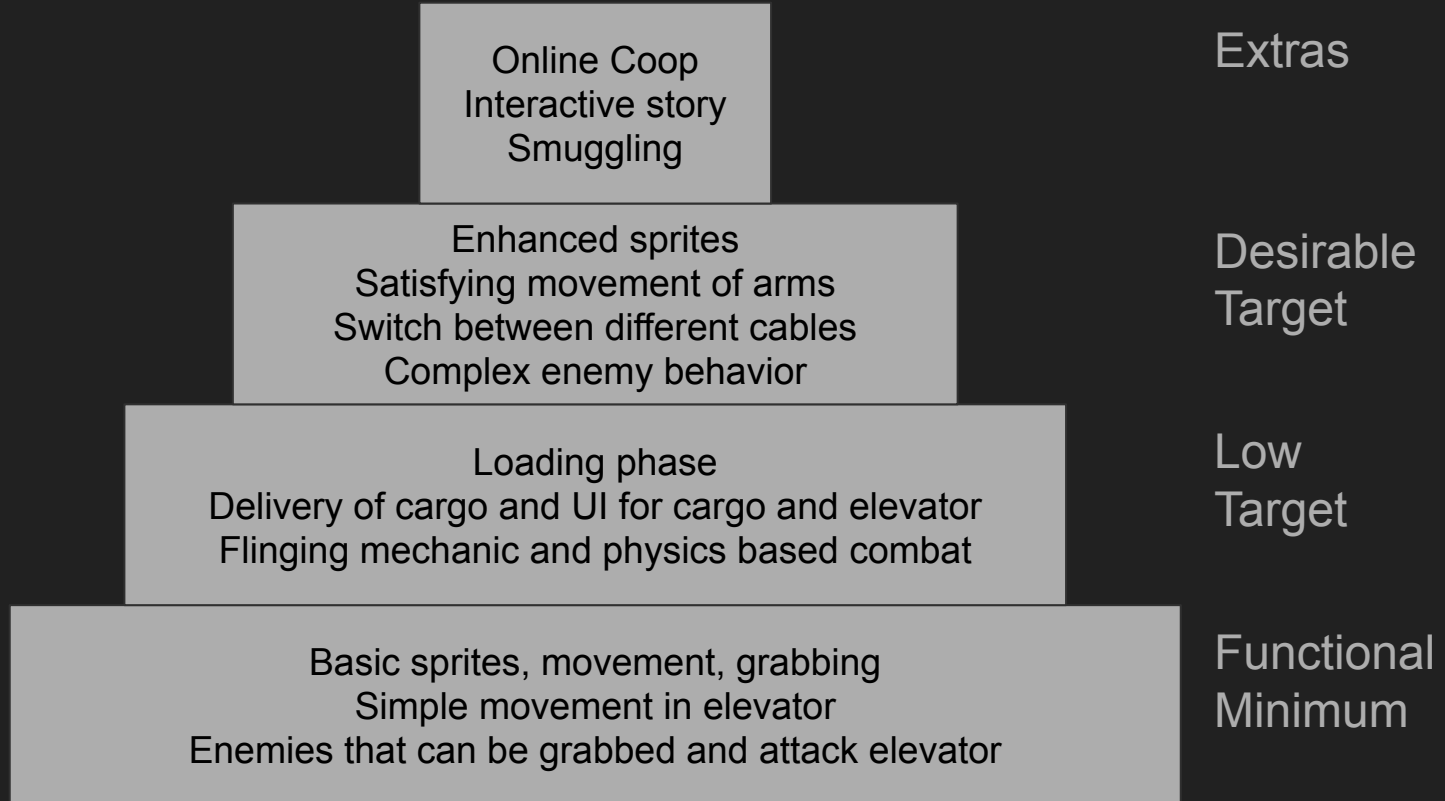 Online Coop
Interactive story
Smuggling
Extras
Enhanced sprites
Satisfying movement of arms
Switch between different cables
Complex enemy behavior
Desirable
Target
Loading phase
Delivery of cargo and UI for cargo and elevator
Flinging mechanic and physics based combat
Low
Target
Basic sprites, movement, grabbing
Simple movement in elevator
Enemies that can be grabbed and attack elevator
Functional
Minimum